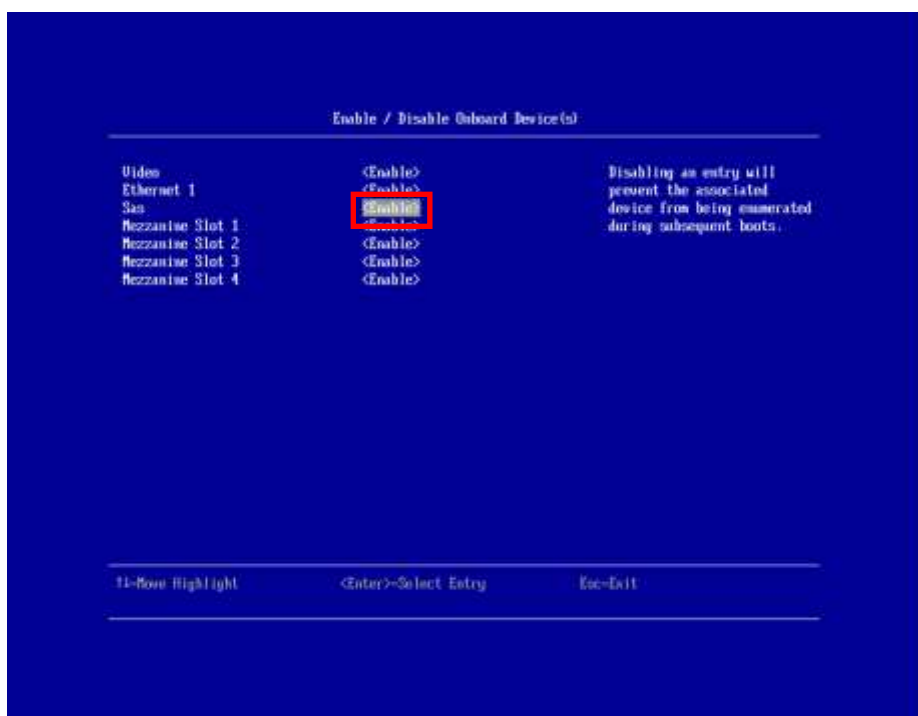 Enable / Disable Onboard Device(s)
Video <Enable>
Ethernet 1 <Enable>
Sas <Enable>
Mezzanine Slot 1 <Enable>
Mezzanine Slot 2 <Enable>
Mezzanine Slot 3 <Enable>
Mezzanine Slot 4 <Enable>
Disabling an entry will
prevent the associated
device from being enumerated
during subsequent boots.
↑↓=Move Highlight <Enter>=Select Entry Esc=Exit